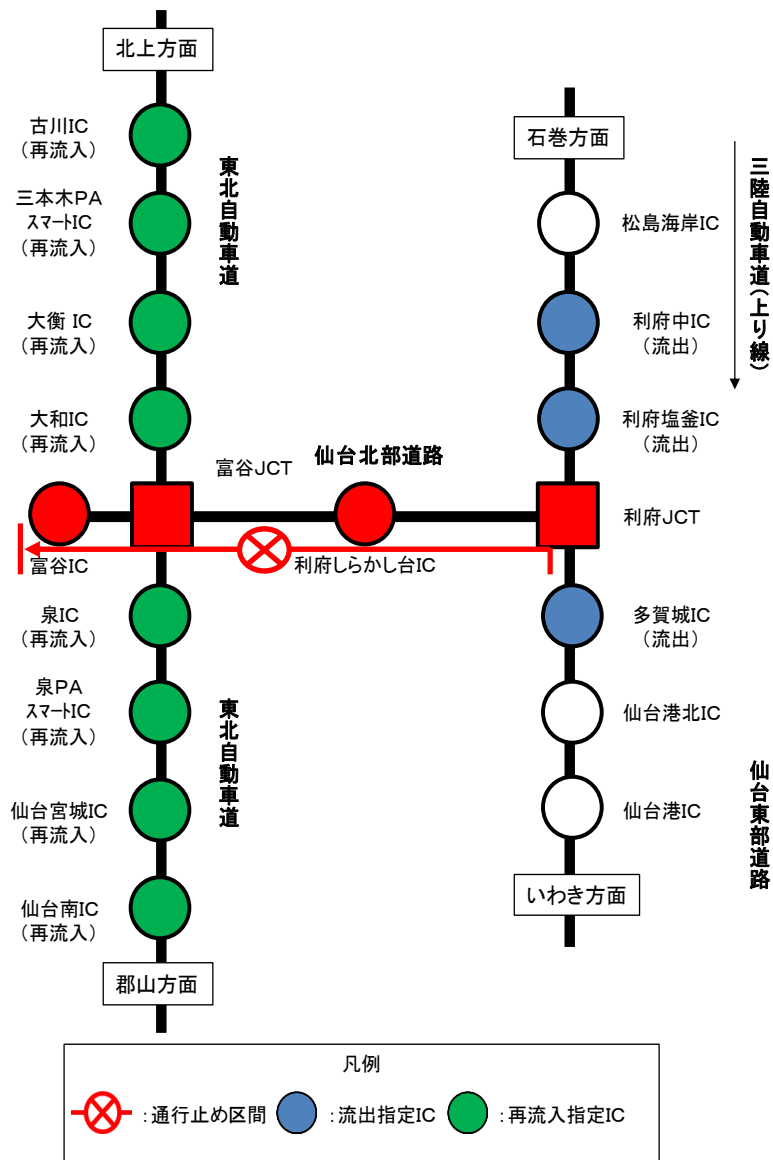 北上方面
古川IC
(再流入)
三本木PA
スマートIC
(再流入)
大衡 IC
(再流入)
大和IC
(再流入)
東北自動車道
石巻方面
松島海岸IC
利府中IC
(流出)
利府塩釜IC
(流出)
三陸自動車道(上り線)
富谷JCT
仙台北部道路
利府JCT
富谷IC
利府しらかし台IC
泉IC
(再流入)
泉PA
スマートIC
(再流入)
仙台宮城IC
(再流入)
仙台南IC
(再流入)
東北自動車道
郡山方面
多賀城IC
(流出)
仙台港北IC
仙台港IC
いわき方面
仙台東部道路
凡例
:通行止め区間
:流出指定IC
:再流入指定IC